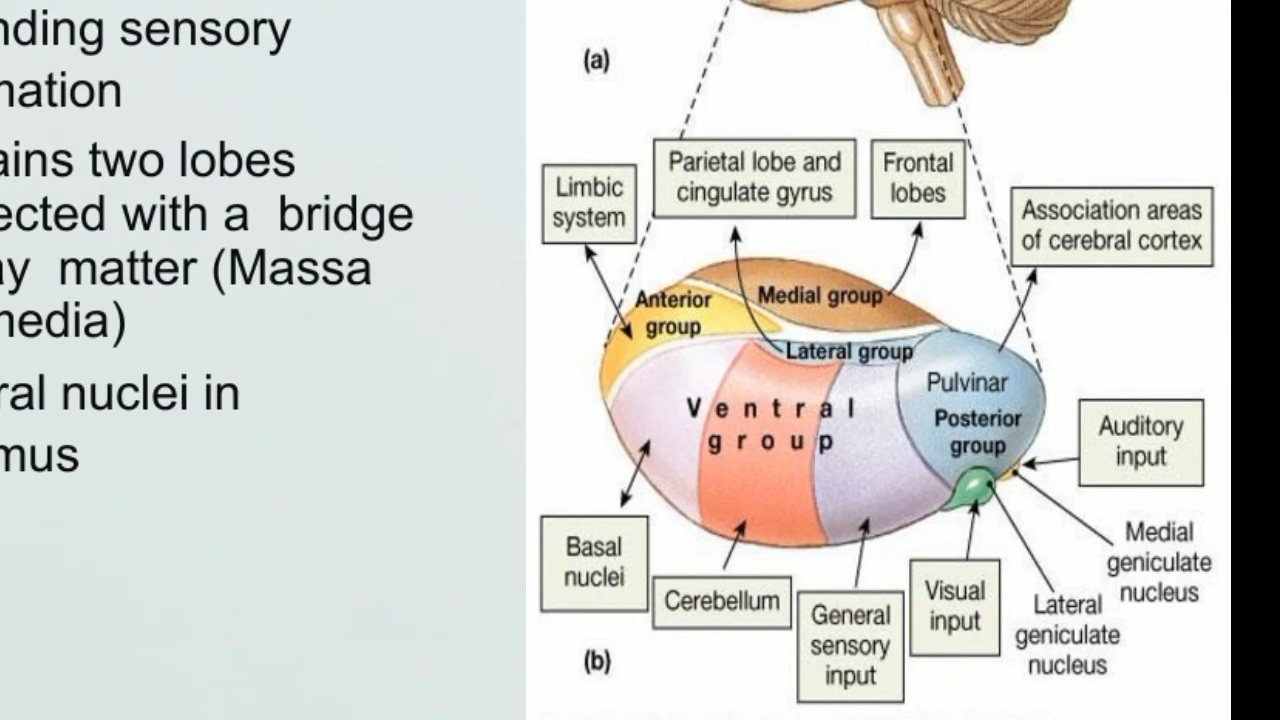 nding sensory
mation
ains two lobes
ected with a bridge
ay matter (Massa
media)
ral nuclei in
mus
(a)
Limbic
system
Parietal lobe and
cingulate gyrus
Frontal
lobes
Association areas
of cerebral cortex
Anterior
group
Medial group
Lateral group
Pulvinar
Posterior
group
Ventral
group
Auditory
input
Medial
geniculate
nucleus
Lateral
geniculate
nucleus
Visual
input
General
sensory
input
Cerebellum
Basal
nuclei
(b)